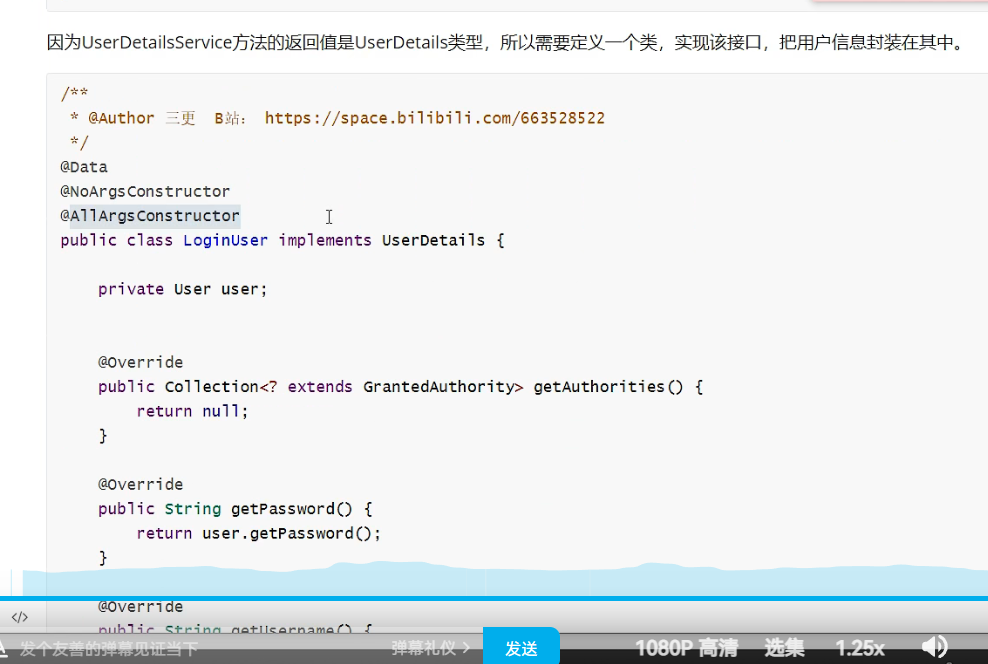 因为UserDetailsService方法的返回值是UserDetails类型，所以需要定义一个类，实现该接口，把用户信息封装在其中。
/**
 * @Author 三更  B站： https://space.bilibili.com/663528522
 */
@Data
@NoArgsConstructor
@AllArgsConstructor
public class LoginUser implements UserDetails {
    private User user;
    @Override
    public Collection<? extends GrantedAuthority> getAuthorities() {
        return null;
    }
    @Override
    public String getPassword() {
        return user.getPassword();
    }
    @Override
    public String getUsername() {
发个友善的弹幕见证当下 弹幕礼仪 > 发送 1080P 高清 选集 1.25x